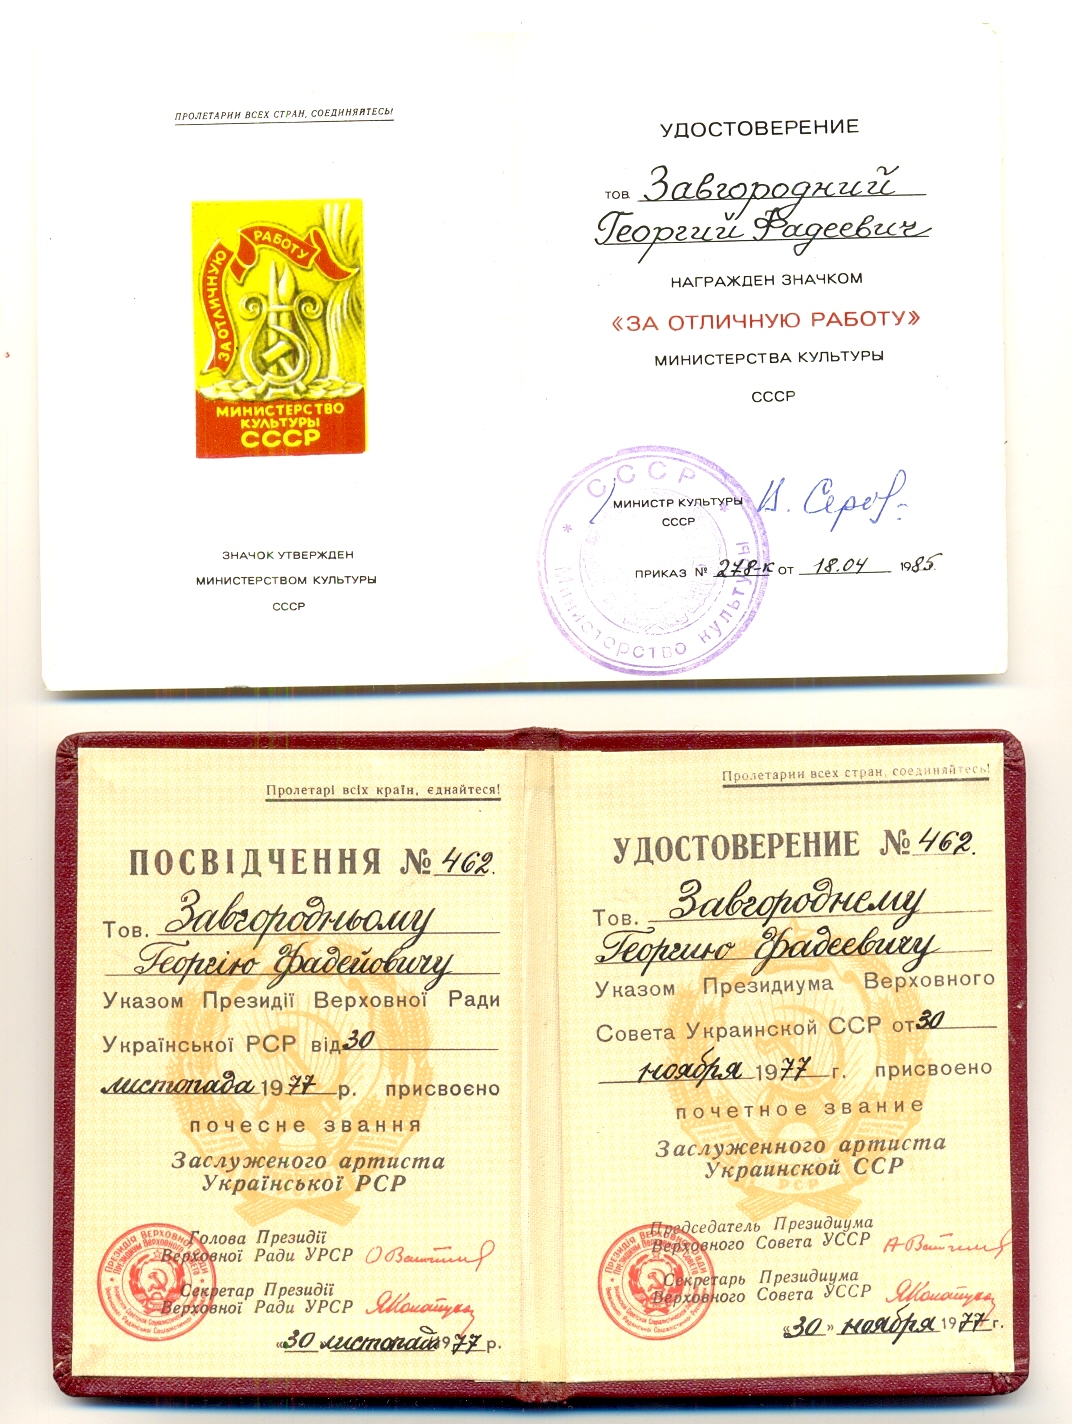 ПРОЛЕТАРИИ ВСЕХ СТРАН, СОЕДИНЯЙТЕСЬ!
ЗА ОТЛИЧНУЮ РАБОТУ
МИНИСТЕРСТВО
КУЛЬТУРЫ
СССР
ЗНАЧОК УТВЕРЖДЕН
МИНИСТЕРСТВОМ КУЛЬТУРЫ
СССР
УДОСТОВЕРЕНИЕ
тов. Завгородний
Георгий Фадеевич
НАГРАЖДЕН ЗНАЧКОМ
«ЗА ОТЛИЧНУЮ РАБОТУ»
МИНИСТЕРСТВА КУЛЬТУРЫ
СССР
МИНИСТР КУЛЬТУРЫ
СССР
ПРИКАЗ № 278-к от 18.04 1985.
СССР
Министерство культуры
Пролетарі всіх країн, єднайтеся!
ПОСВІДЧЕННЯ № 462.
Тов. Завгородньому
Георгію Фадейовичу
Указом Президії Верховної Ради
Української РСР від 30
листопада 1977 р. присвоєно
почесне звання
Заслуженого артиста
Української РСР
Голова Президії
Верховної Ради УРСР
Секретар Президії
Верховної Ради УРСР
«30 листопада 1977 р.
Пролетарии всех стран, соединяйтесь!
УДОСТОВЕРЕНИЕ № 462.
Тов. Завгороднему
Георгию Фадеевичу
Указом Президиума Верховного
Совета Украинской ССР от 30
ноября 1977 г. присвоено
почетное звание
Заслуженного артиста
Украинской ССР
РСР
Председатель Президиума
Верховного Совета УССР
Секретарь Президиума
Верховного Совета УССР
«30» ноября 1977 г.